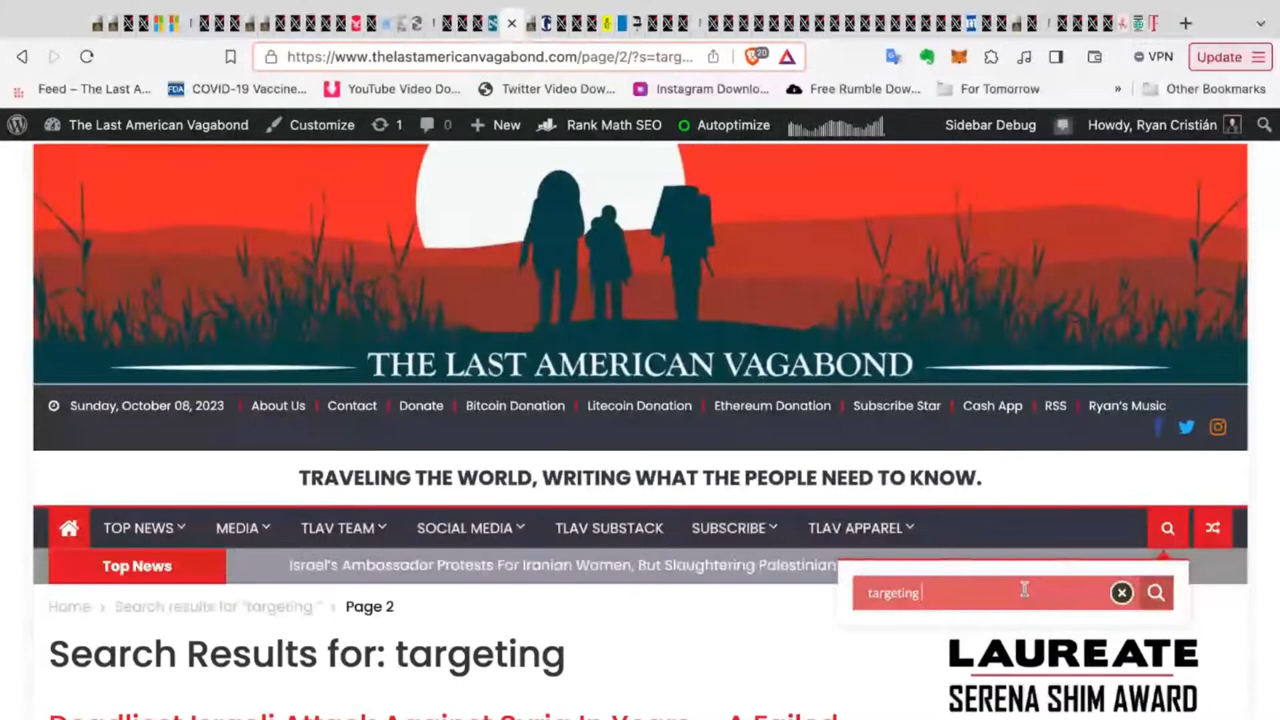 https://www.thelastamericanvagabond.com/page/2/?s=targ...
20
VPN
Update
Feed – The Last A...
FDA
COVID-19 Vaccine...
YouTube Video Do...
Twitter Video Dow...
Instagram Downlo...
Free Rumble Dow...
For Tomorrow
»
Other Bookmarks
The Last American Vagabond
Customize
1
0
New
Rank Math SEO
Autoptimize
Sidebar Debug
Howdy, Ryan Cristián
THE LAST AMERICAN VAGABOND
Sunday, October 08, 2023
About Us
Contact
Donate
Bitcoin Donation
Litecoin Donation
Ethereum Donation
Subscribe Star
Cash App
RSS
Ryan's Music
TRAVELING THE WORLD, WRITING WHAT THE PEOPLE NEED TO KNOW.
TOP NEWS
MEDIA
TLAV TEAM
SOCIAL MEDIA
TLAV SUBSTACK
SUBSCRIBE
TLAV APPAREL
Top News
Israel's Ambassador Protests For Iranian Women, But Slaughtering Palestinian
targeting
Home › Search results for "targeting " › Page 2
Search Results for: targeting
LAUREATE
SERENA SHIM AWARD
Deadliest Israeli Attack Against Syria In Years – A Failed